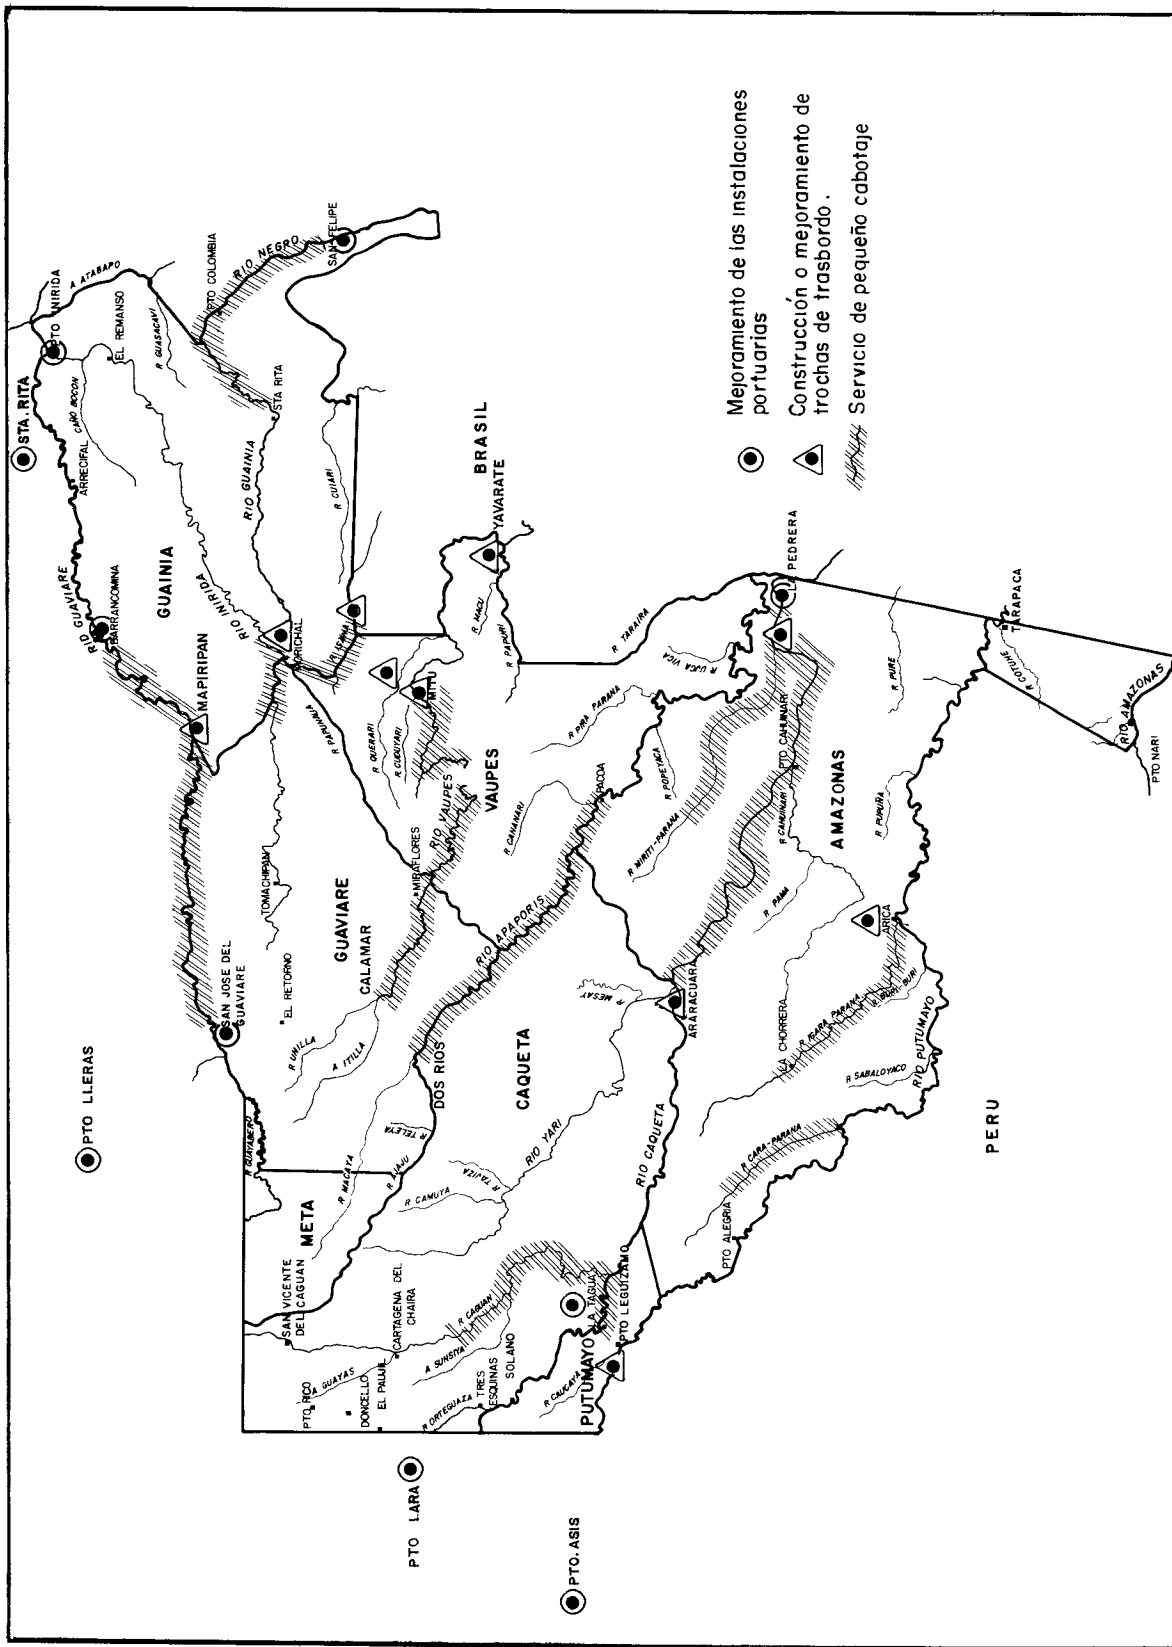 PTO LLERAS
STA. RITA
RIO GUAVIARE
BARRANCOMINA
ARRECIFAL
CAÑO BOCON
PTO INIRIDA
A ATABAPO
EL REMANSO
R GUASACAVI
PTO COLOMBIA
RIO NEGRO
SAN FELIPE
GUAINIA
MAPIRIPAN
RIO INIRIDA
RIO GUAINIA
STA RITA
R CUIARI
R ISANA
R PAPUNAUA
SAN JOSE DEL
GUAVIARE
EL RETORNO
TOMACHIPAN
GUAVIARE
CALAMAR
MIRAFLORES
RIO VAUPES
R QUERARI
R CUDUYARI
MITU
VAUPES
BRASIL
YAVARATE
R MACU
R PAPURI
R GUAYABERO
R UNILLA
A ITILLA
META
R MACAYA
R AJAJU
R TELEYA
DOS RIOS
RIO APAPORIS
R CANANARI
PACOA
R PIRA PARANA
R POPEYACA
R TARAIRA
SAN VICENTE
DEL CAGUAN
PTO RICO
A GUAYAS
DONCELLO
EL PAUJIL
CARTAGENA DEL
CHAIRA
R CAMUYA
R TAJIZA
RIO YARI
CAQUETA
R MESAY
R MIRITI-PARANA
PEDRERA
PTO LARA
R CAGUAN
A SUNSIYA
R ORTEGUAZA
TRES
ESQUINAS
SOLANO
LA TAGUA
PTO LEGUIZAMO
PUTUMAYO
R CAUCAYA
RIO CAQUETA
ARARACUARA
R CAHUINARI
PTO CAHUINARI
R PAMA
AMAZONAS
R PURE
R PUPUÑA
PTO. ASIS
PTO ALEGRIA
R CARA-PARANA
LA CHORRERA
R IGARA PARANA
R BURI-BURI
ARICA
R SABALOYACO
RIO PUTUMAYO
PERU
R COTUHE
TARAPACA
RIO AMAZONAS
PTO NARI
Mejoramiento de las instalaciones
portuarias
Construcción o mejoramiento de
trochas de trasbordo.
Servicio de pequeño cabotaje